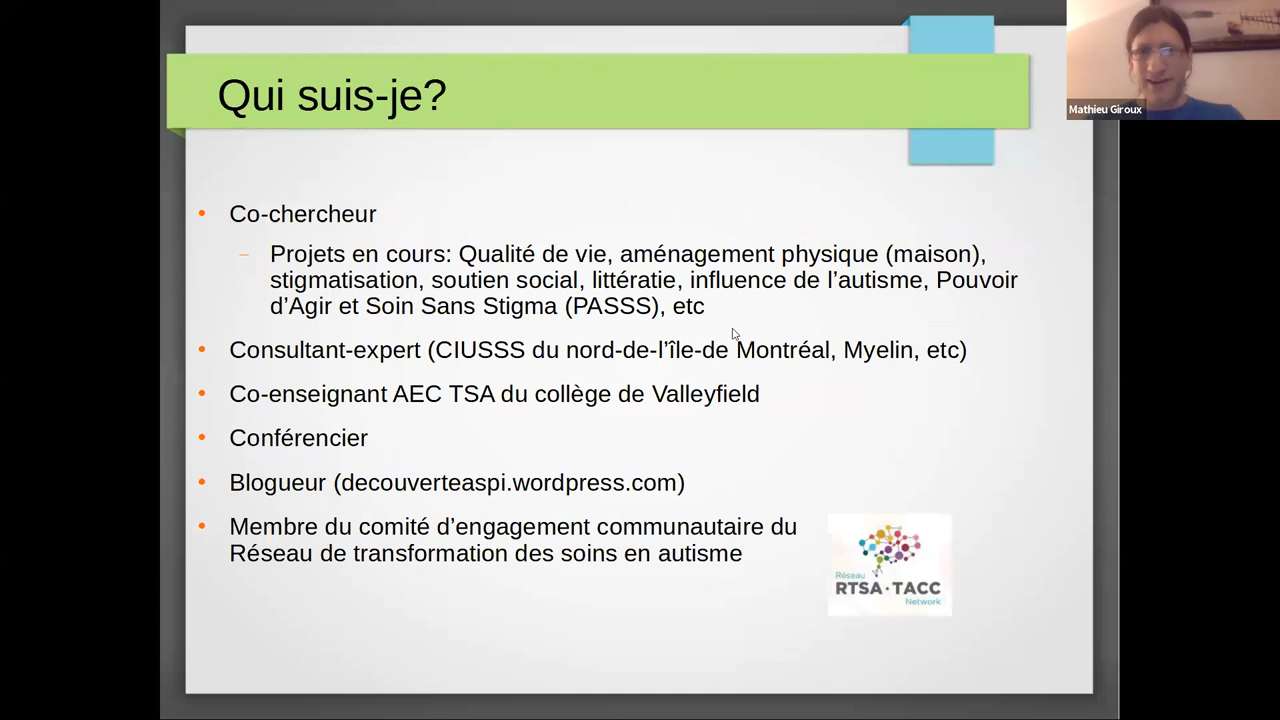 Qui suis-je?
Mathieu Giroux
Co-chercheur
Projets en cours: Qualité de vie, aménagement physique (maison),
stigmatisation, soutien social, littératie, influence de l’autisme, Pouvoir
d’Agir et Soin Sans Stigma (PASSS), etc
Consultant-expert (CIUSSS du nord-de-l’île-de Montréal, Myelin, etc)
Co-enseignant AEC TSA du collège de Valleyfield
Conférencier
Blogueur (decouverteaspi.wordpress.com)
Membre du comité d’engagement communautaire du
Réseau de transformation des soins en autisme
Réseau
RTSA·TACC
Network